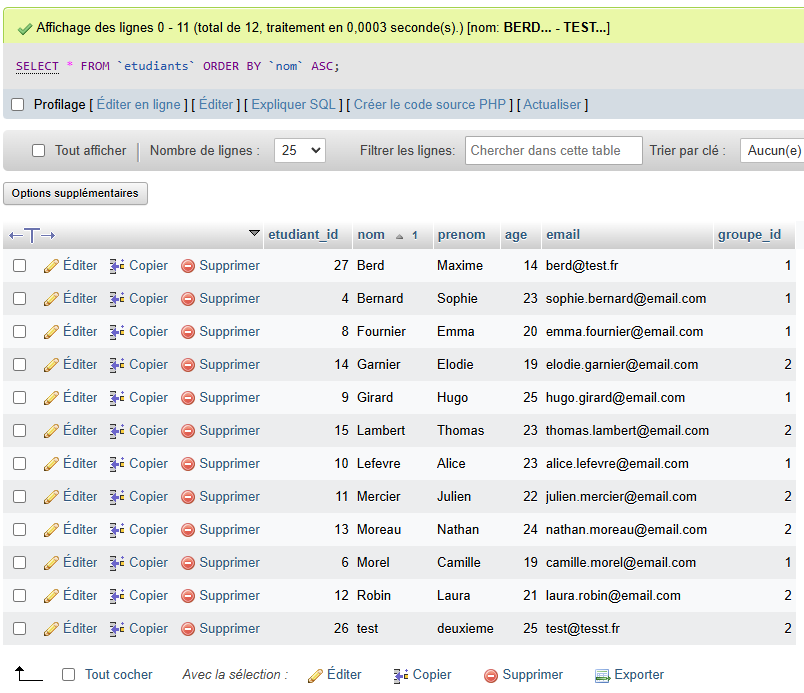 Affichage des lignes 0 - 11 (total de 12, traitement en 0,0003 seconde(s).) [nom: BERD... - TEST...]
SELECT * FROM `etudiants` ORDER BY `nom` ASC;
Profilage [ Éditer en ligne ] [ Éditer ] [ Expliquer SQL ] [ Créer le code source PHP ] [ Actualiser ]
Tout afficher Nombre de lignes : 25 Filtrer les lignes: Chercher dans cette table Trier par clé : Aucun(e)
Options supplémentaires
etudiant_id nom 1 prenom age email groupe_id
Éditer Copier Supprimer 27 Berd Maxime 14 berd@test.fr 1
Éditer Copier Supprimer 4 Bernard Sophie 23 sophie.bernard@email.com 1
Éditer Copier Supprimer 8 Fournier Emma 20 emma.fournier@email.com 1
Éditer Copier Supprimer 14 Garnier Elodie 19 elodie.garnier@email.com 2
Éditer Copier Supprimer 9 Girard Hugo 25 hugo.girard@email.com 1
Éditer Copier Supprimer 15 Lambert Thomas 23 thomas.lambert@email.com 2
Éditer Copier Supprimer 10 Lefevre Alice 23 alice.lefevre@email.com 1
Éditer Copier Supprimer 11 Mercier Julien 22 julien.mercier@email.com 2
Éditer Copier Supprimer 13 Moreau Nathan 24 nathan.moreau@email.com 2
Éditer Copier Supprimer 6 Morel Camille 19 camille.morel@email.com 1
Éditer Copier Supprimer 12 Robin Laura 21 laura.robin@email.com 2
Éditer Copier Supprimer 26 test deuxieme 25 test@tesst.fr 2
Tout cocher Avec la sélection : Éditer Copier Supprimer Exporter